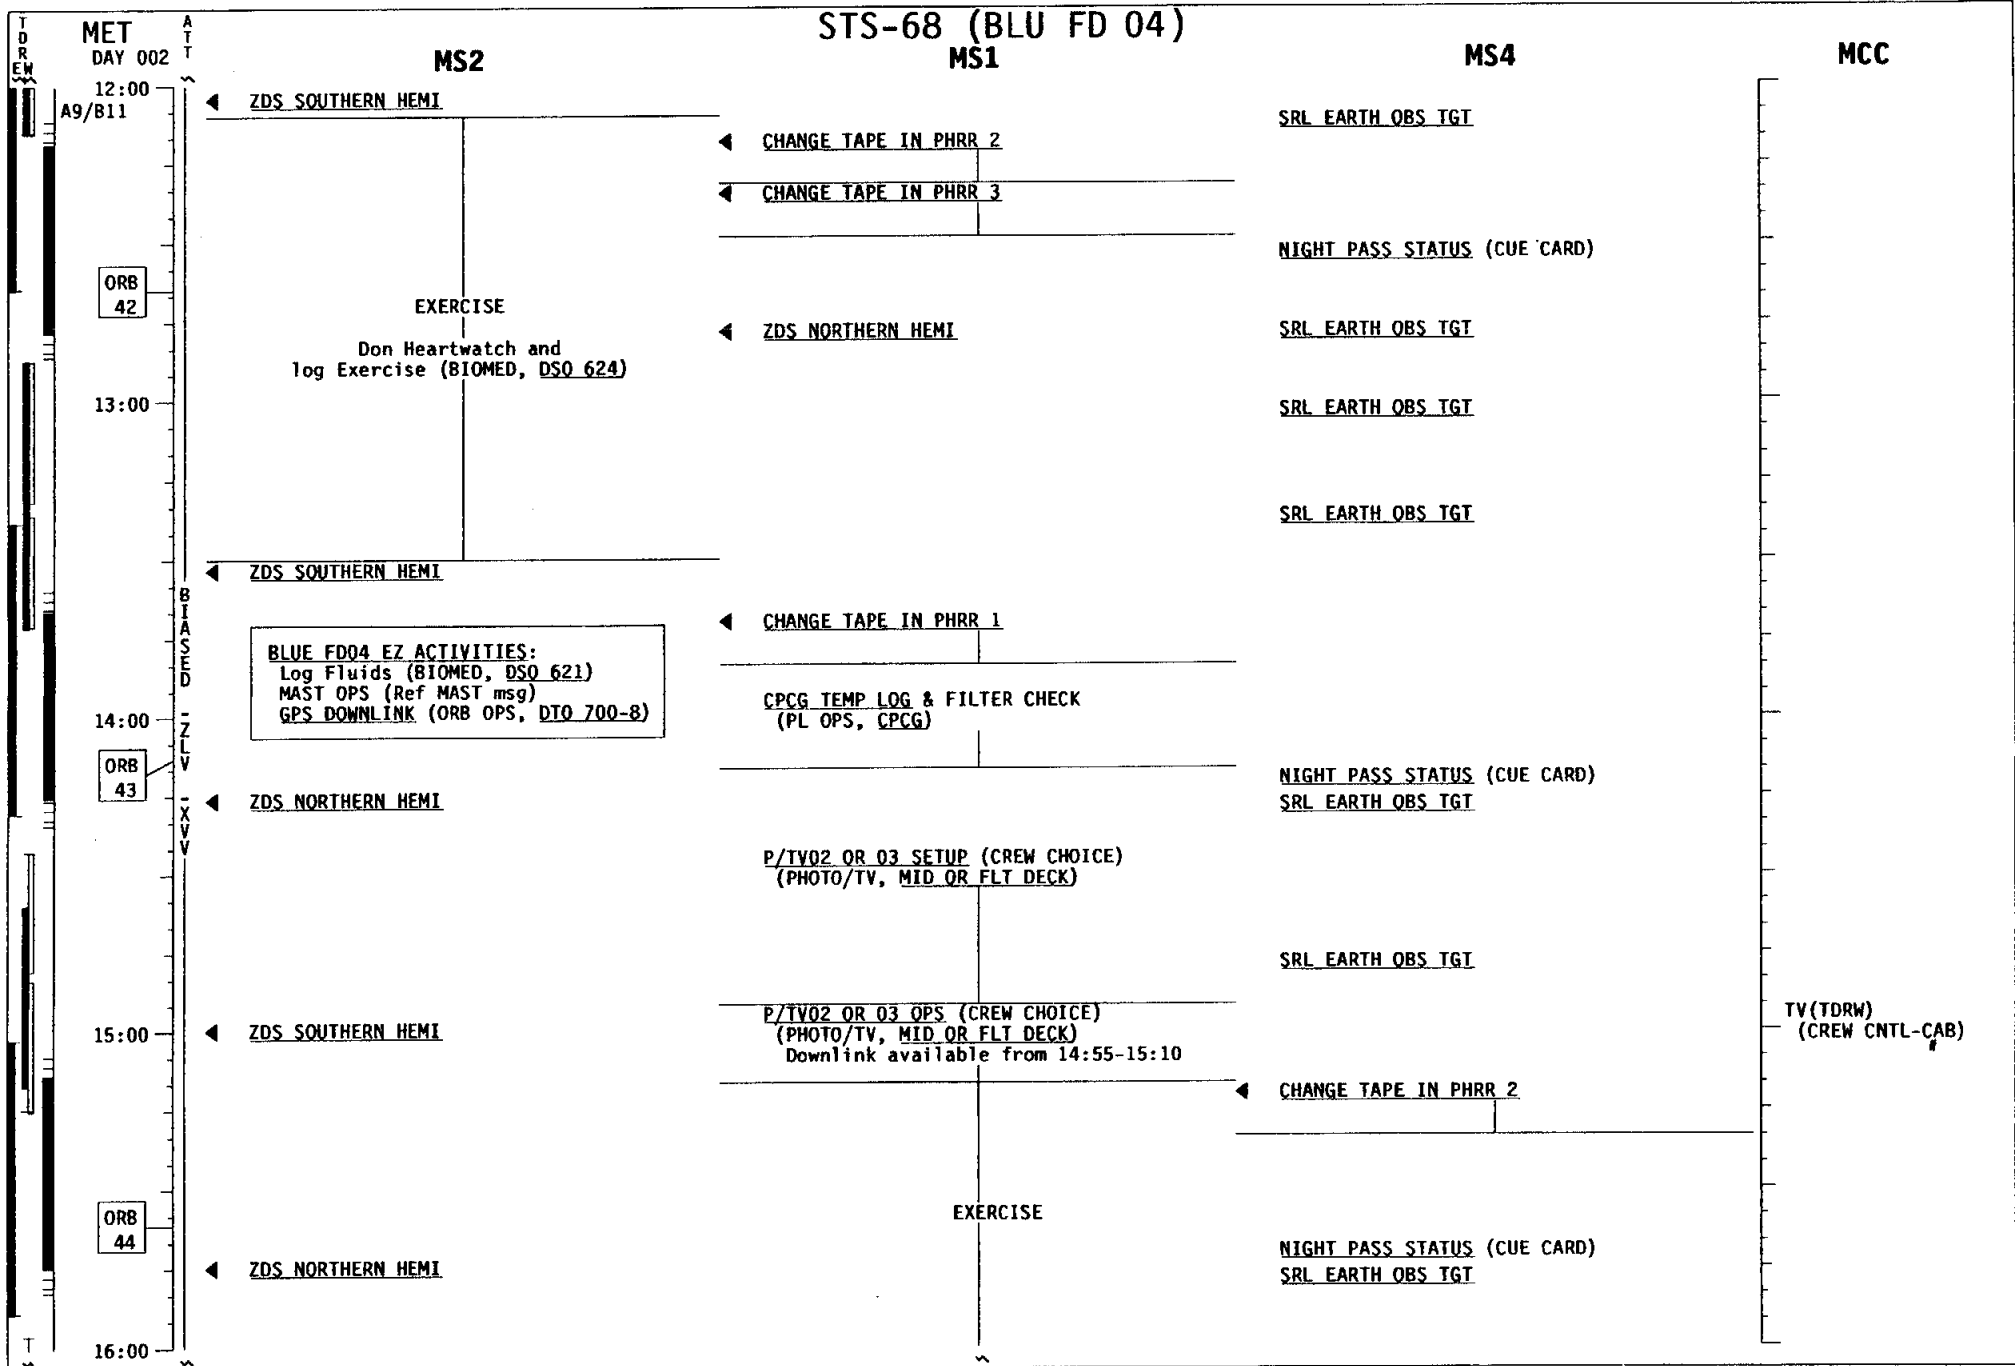 STS-68 (BLU FD 04)
TDRE W
MET
DAY 002
ATT
MS2
MS1
MS4
MCC
12:00
A9/B11
ZDS SOUTHERN HEMI
SRL EARTH OBS TGT
CHANGE TAPE IN PHRR 2
CHANGE TAPE IN PHRR 3
NIGHT PASS STATUS (CUE CARD)
ORB
42
EXERCISE
ZDS NORTHERN HEMI
SRL EARTH OBS TGT
Don Heartwatch and
log Exercise (BIOMED, DSO 624)
13:00
SRL EARTH OBS TGT
SRL EARTH OBS TGT
ZDS SOUTHERN HEMI
BIASED -ZLV -XVV
CHANGE TAPE IN PHRR 1
BLUE FD04 EZ ACTIVITIES:
Log Fluids (BIOMED, DSO 621)
MAST OPS (Ref MAST msg)
GPS DOWNLINK (ORB OPS, DTO 700-8)
CPCG TEMP LOG & FILTER CHECK
(PL OPS, CPCG)
14:00
ORB
43
NIGHT PASS STATUS (CUE CARD)
ZDS NORTHERN HEMI
SRL EARTH OBS TGT
P/TV02 OR 03 SETUP (CREW CHOICE)
(PHOTO/TV, MID OR FLT DECK)
SRL EARTH OBS TGT
P/TV02 OR 03 OPS (CREW CHOICE)
(PHOTO/TV, MID OR FLT DECK)
Downlink available from 14:55-15:10
TV(TDRW)
(CREW CNTL-CAB)
15:00
ZDS SOUTHERN HEMI
CHANGE TAPE IN PHRR 2
ORB
44
EXERCISE
NIGHT PASS STATUS (CUE CARD)
ZDS NORTHERN HEMI
SRL EARTH OBS TGT
16:00